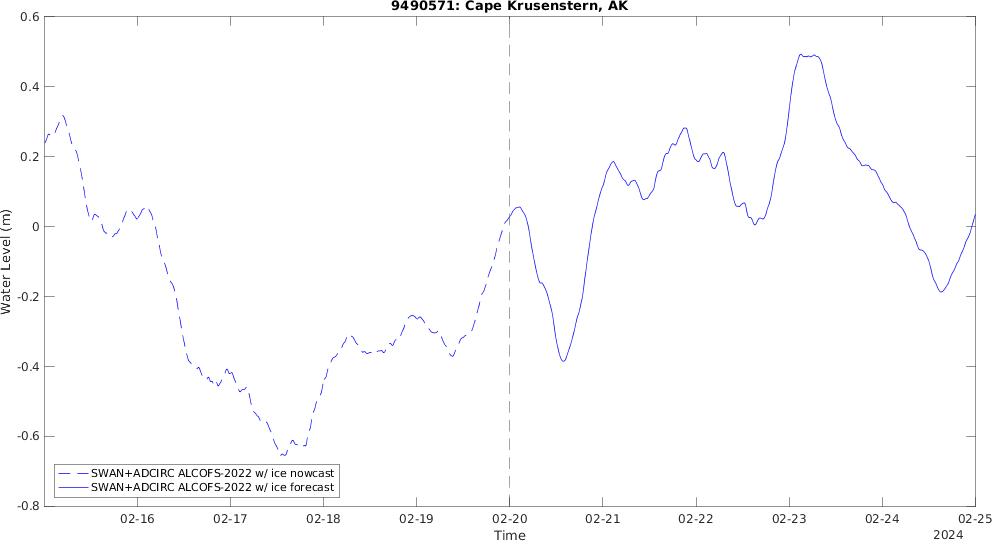 9490571: Cape Krusenstern, AK
0.6
0.4
0.2
0
-0.2
-0.4
-0.6
-0.8
Water Level (m)
SWAN+ADCIRC ALCOFS-2022 w/ ice nowcast
SWAN+ADCIRC ALCOFS-2022 w/ ice forecast
02-16 02-17 02-18 02-19 02-20 02-21 02-22 02-23 02-24 02-25
Time
2024